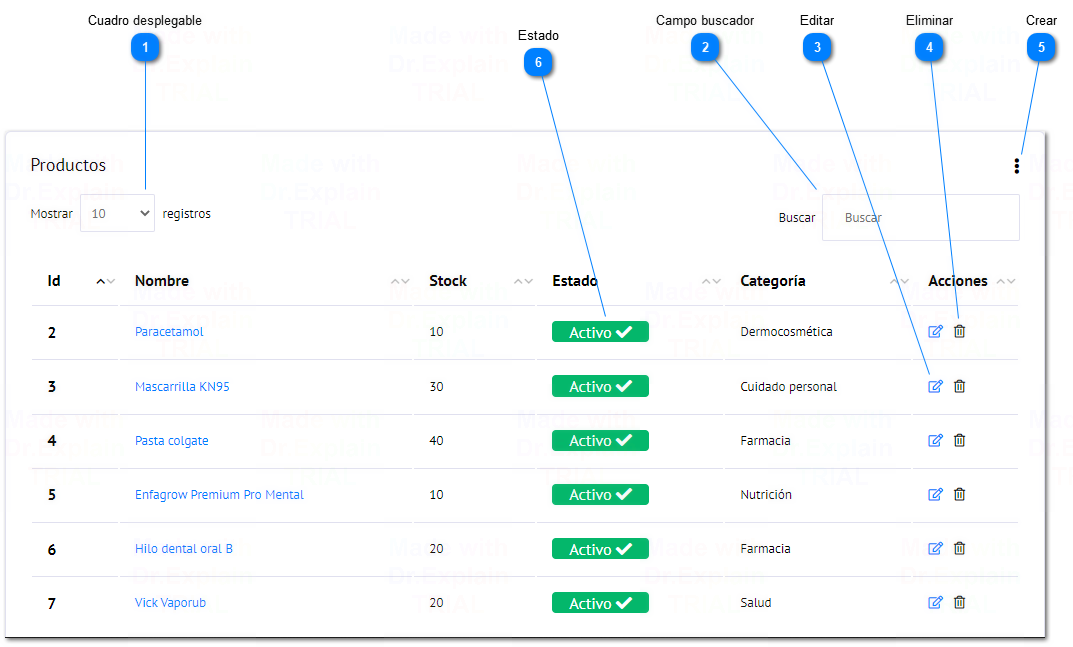 Cuadro desplegable
1
Estado
6
Campo buscador
2
Editar
3
Eliminar
4
Crear
5
Productos
Mostrar 10 registros
Buscar Buscar
Id Nombre Stock Estado Categoría Acciones
2 Paracetamol 10 Activo Dermocosmética
3 Mascarrilla KN95 30 Activo Cuidado personal
4 Pasta colgate 40 Activo Farmacia
5 Enfagrow Premium Pro Mental 10 Activo Nutrición
6 Hilo dental oral B 20 Activo Farmacia
7 Vick Vaporub 20 Activo Salud
Made with
Dr.Explain
TRIAL